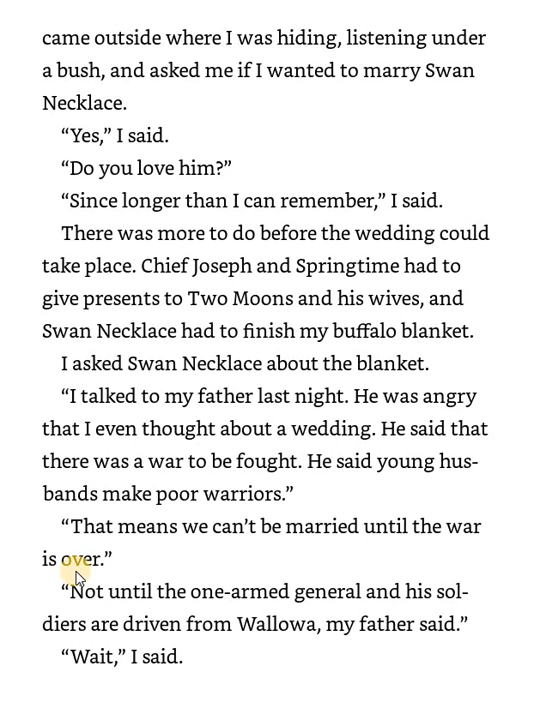 came outside where I was hiding, listening under
a bush, and asked me if I wanted to marry Swan
Necklace.
“Yes,” I said.
“Do you love him?”
“Since longer than I can remember,” I said.
There was more to do before the wedding could
take place. Chief Joseph and Springtime had to
give presents to Two Moons and his wives, and
Swan Necklace had to finish my buffalo blanket.
I asked Swan Necklace about the blanket.
“I talked to my father last night. He was angry
that I even thought about a wedding. He said that
there was a war to be fought. He said young hus-
bands make poor warriors.”
“That means we can’t be married until the war
is over.”
“Not until the one-armed general and his sol-
diers are driven from Wallowa, my father said.”
“Wait,” I said.